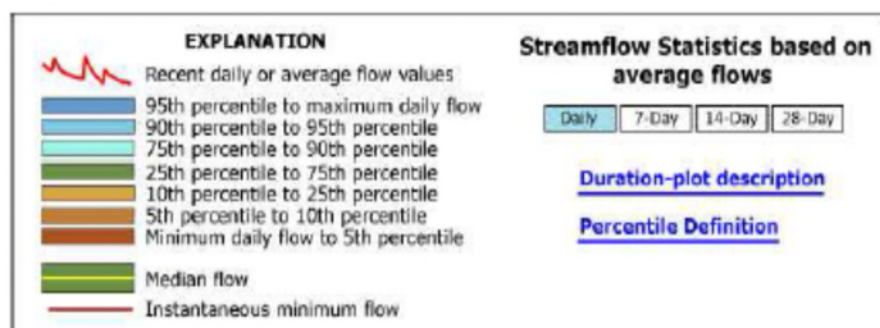 EXPLANATION
Recent daily or average flow values
95th percentile to maximum daily flow
90th percentile to 95th percentile
75th percentile to 90th percentile
25th percentile to 75th percentile
10th percentile to 25th percentile
5th percentile to 10th percentile
Minimum daily flow to 5th percentile
Median flow
Instantaneous minimum flow
Streamflow Statistics based on
average flows
Daily 7-Day 14-Day 28-Day
Duration-plot description
Percentile Definition